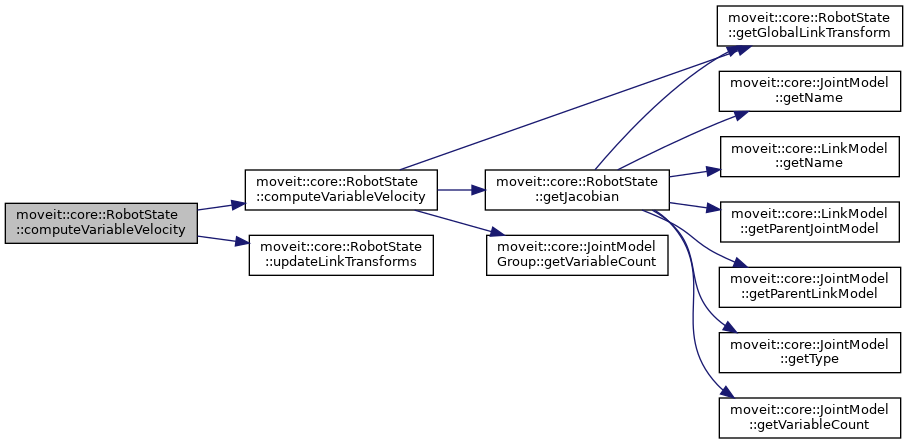 moveit::core::RobotState
::computeVariableVelocity
moveit::core::RobotState
::computeVariableVelocity
moveit::core::RobotState
::updateLinkTransforms
moveit::core::RobotState
::getJacobian
moveit::core::JointModel
Group::getVariableCount
moveit::core::RobotState
::getGlobalLinkTransform
moveit::core::JointModel
::getName
moveit::core::LinkModel
::getName
moveit::core::LinkModel
::getParentJointModel
moveit::core::JointModel
::getParentLinkModel
moveit::core::JointModel
::getType
moveit::core::JointModel
::getVariableCount